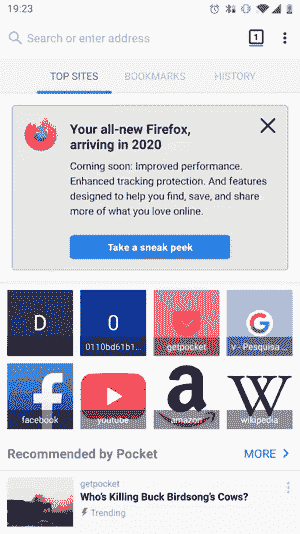 19:23
Search or enter address
1
TOP SITES BOOKMARKS HISTORY
Your all-new Firefox,
arriving in 2020
Coming soon: Improved performance.
Enhanced tracking protection. And features
designed to help you find, save, and share
more of what you love online.
Take a sneak peek
D 0 G
0110bd61b1... getpocket v - Pesquisa...
f a W
facebook youtube amazon wikipedia
Recommended by Pocket MORE >
getpocket
Who's Killing Buck Birdsong's Cows?
Trending